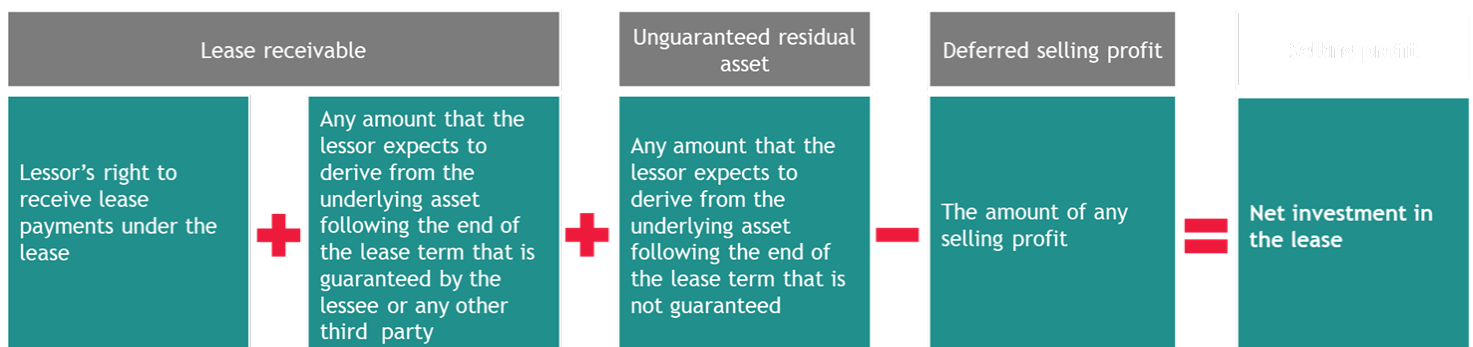 Lease receivable
Unguaranteed residual
asset
Deferred selling profit
Selling profit
Lessor's right to
receive lease
payments under the
lease
Any amount that the
lessor expects to
derive from the
underlying asset
following the end of
the lease term that is
guaranteed by the
lessee or any other
third party
Any amount that the
lessor expects to
derive from the
underlying asset
following the end of
the lease term that is
not guaranteed
The amount of any
selling profit
Net investment in
the lease